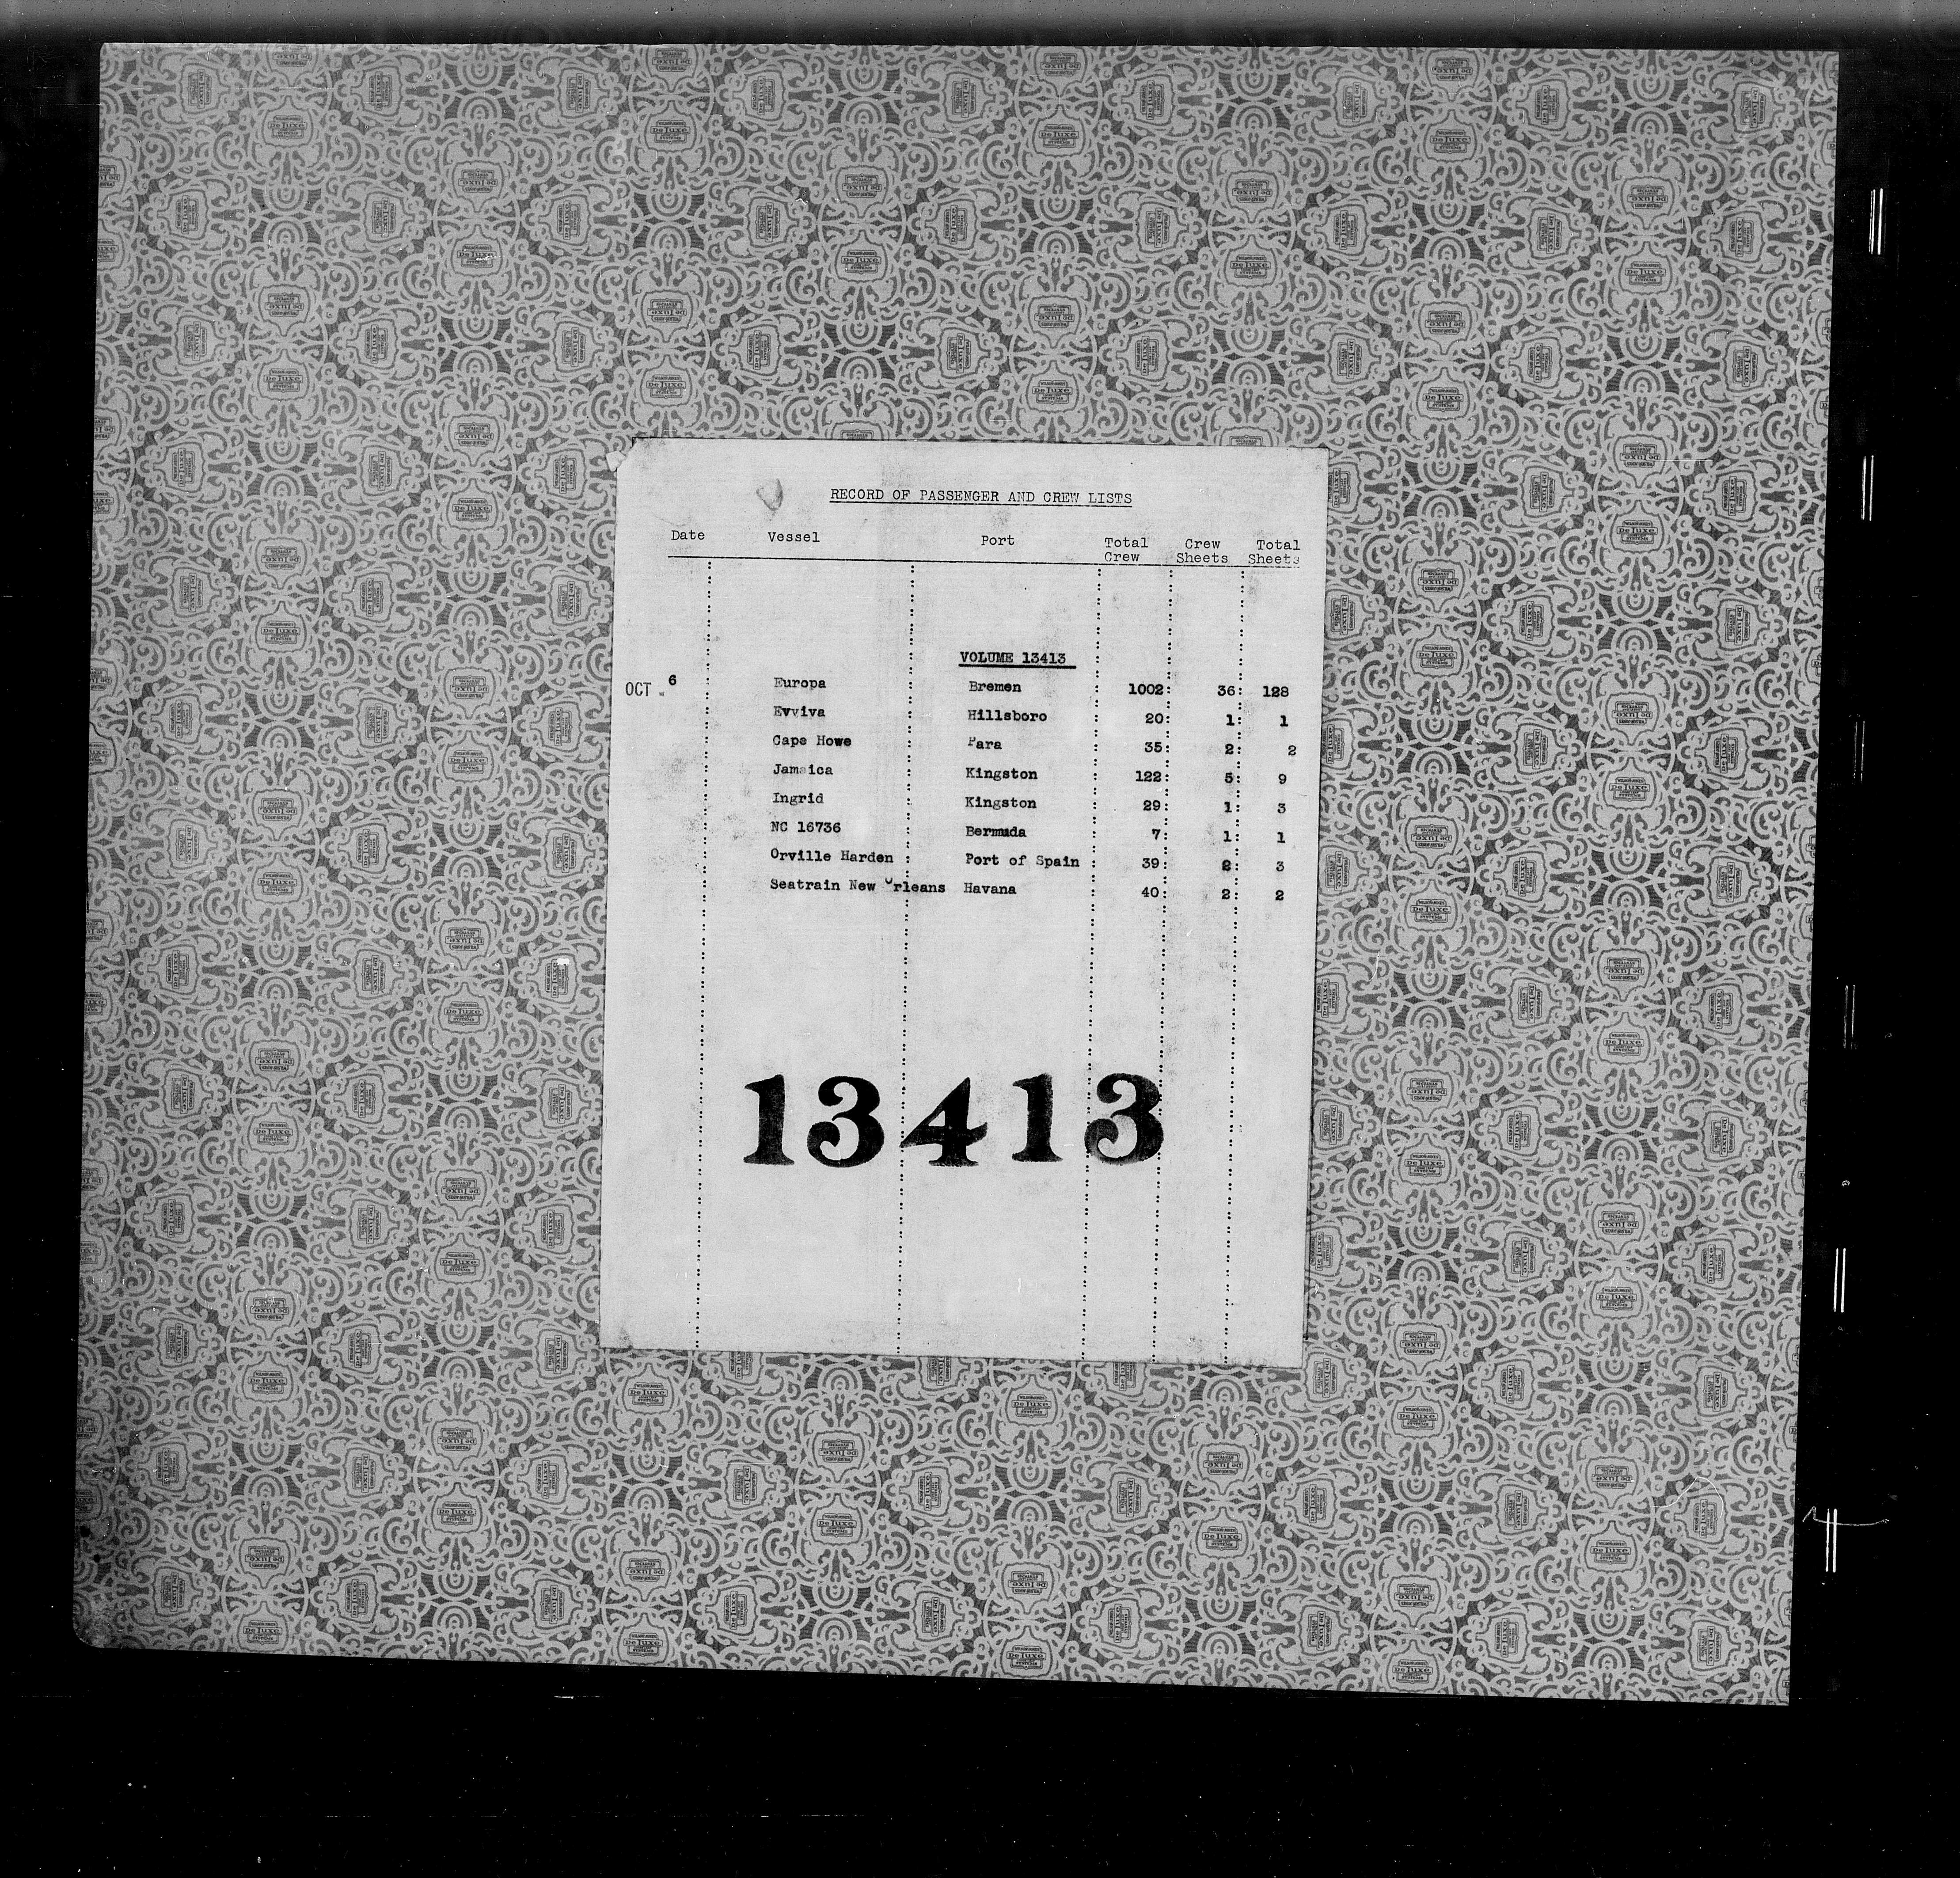 RECORD OF PASSENGER AND CREW LISTS
Date Vessel Port Total Crew Crew Sheets Total Sheets
VOLUME 13413
OCT 6 Europa Bremen 1002: 36: 128
Evviva Hillsboro 20: 1: 1
Cape Howe Para 35: 2: 2
Jamaica Kingston 122: 5: 9
Ingrid Kingston 29: 1: 3
NC 16736 Bermuda 7: 1: 1
Orville Harden Port of Spain 39: 2: 3
Seatrain New Orleans Havana 40: 2: 2
13413
De Luxe